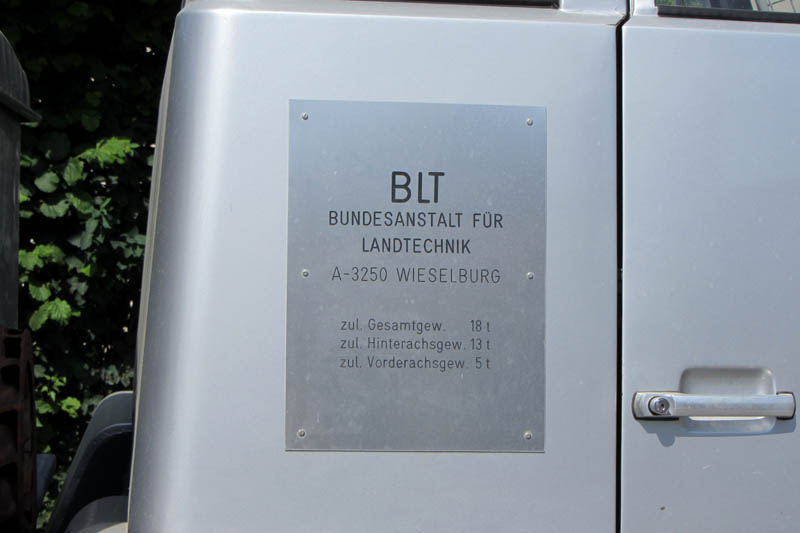 BLT
BUNDESANSTALT FÜR
LANDTECHNIK
A-3250 WIESELBURG
zul. Gesamtgew. 18 t
zul. Hinterachsgew. 13 t
zul. Vorderachsgew. 5 t